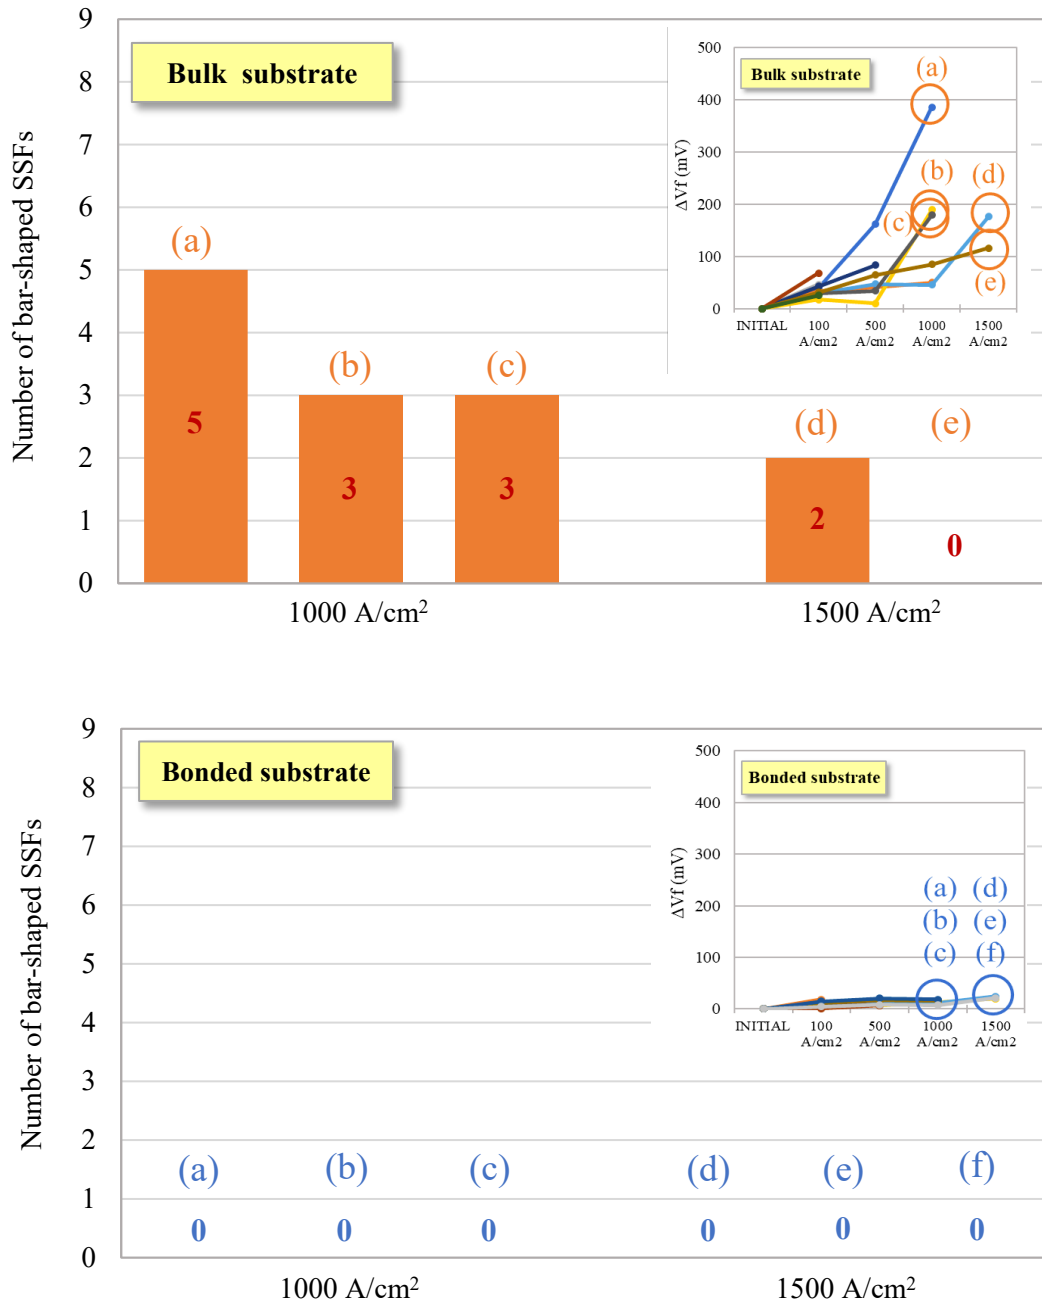 Number of bar-shaped SSFs
9
8
7
6
5
4
3
2
1
0
Bulk substrate
(a)
(b)
(c)
(d)
(e)
5
3
3
2
0
1000 A/cm²
1500 A/cm²
ΔVf (mV)
500
400
300
200
100
0
Bulk substrate
(a)
(b)
(c)
(d)
(e)
INITIAL
100
A/cm2
500
A/cm2
1000
A/cm2
1500
A/cm2
Number of bar-shaped SSFs
9
8
7
6
5
4
3
2
1
0
Bonded substrate
(a)
(b)
(c)
(d)
(e)
(f)
0
0
0
0
0
0
1000 A/cm²
1500 A/cm²
ΔVf (mV)
500
400
300
200
100
0
Bonded substrate
(a)
(d)
(b)
(e)
(c)
(f)
INITIAL
100
A/cm2
500
A/cm2
1000
A/cm2
1500
A/cm2